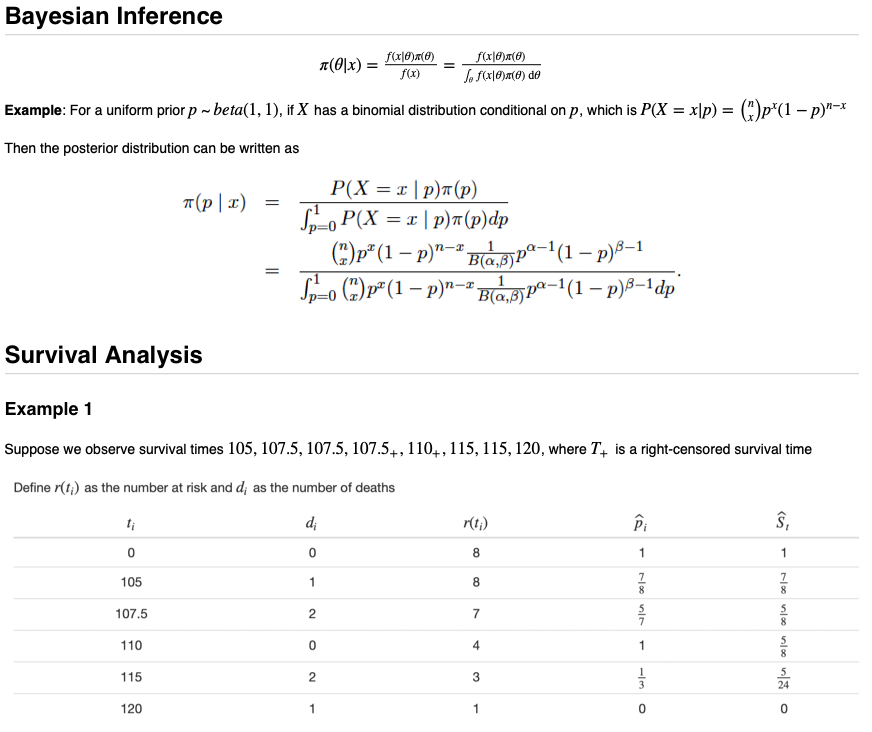 Bayesian Inference
π(θ|x) = f(x|θ)π(θ) / f(x) = f(x|θ)π(θ) / ∫_θ f(x|θ)π(θ) dθ
Example: For a uniform prior p ~ beta(1, 1), if X has a binomial distribution conditional on p, which is P(X = x|p) = (n x)p^x(1 − p)^{n−x}
Then the posterior distribution can be written as
π(p | x) = P(X = x | p)π(p) / ∫_{p=0}^1 P(X = x | p)π(p)dp
= (n x)p^x(1 − p)^{n−x} 1/B(α,β) p^{α−1}(1 − p)^{β−1} / ∫_{p=0}^1 (n x)p^x(1 − p)^{n−x} 1/B(α,β) p^{α−1}(1 − p)^{β−1}dp .
Survival Analysis
Example 1
Suppose we observe survival times 105, 107.5, 107.5, 107.5₊, 110₊, 115, 115, 120, where T₊ is a right-censored survival time
Define r(tᵢ) as the number at risk and dᵢ as the number of deaths
tᵢ dᵢ r(tᵢ) p̂ᵢ Ŝₜ
0 0 8 1 1
105 1 8 7/8 7/8
107.5 2 7 5/7 5/8
110 0 4 1 5/8
115 2 3 1/3 5/24
120 1 1 0 0